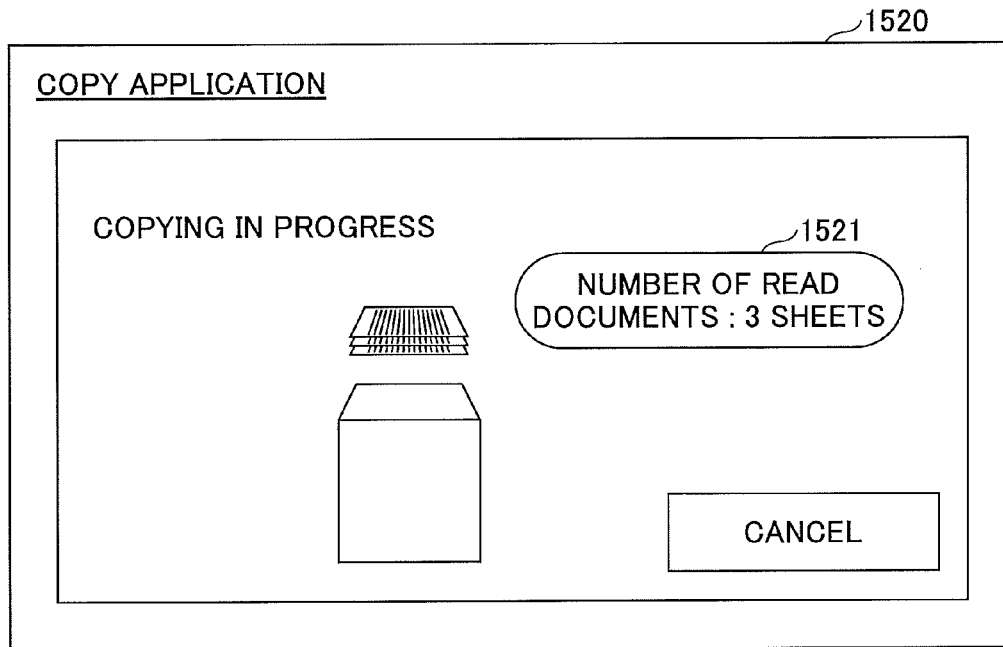 1520
COPY APPLICATION
COPYING IN PROGRESS
1521
NUMBER OF READ
DOCUMENTS : 3 SHEETS
CANCEL